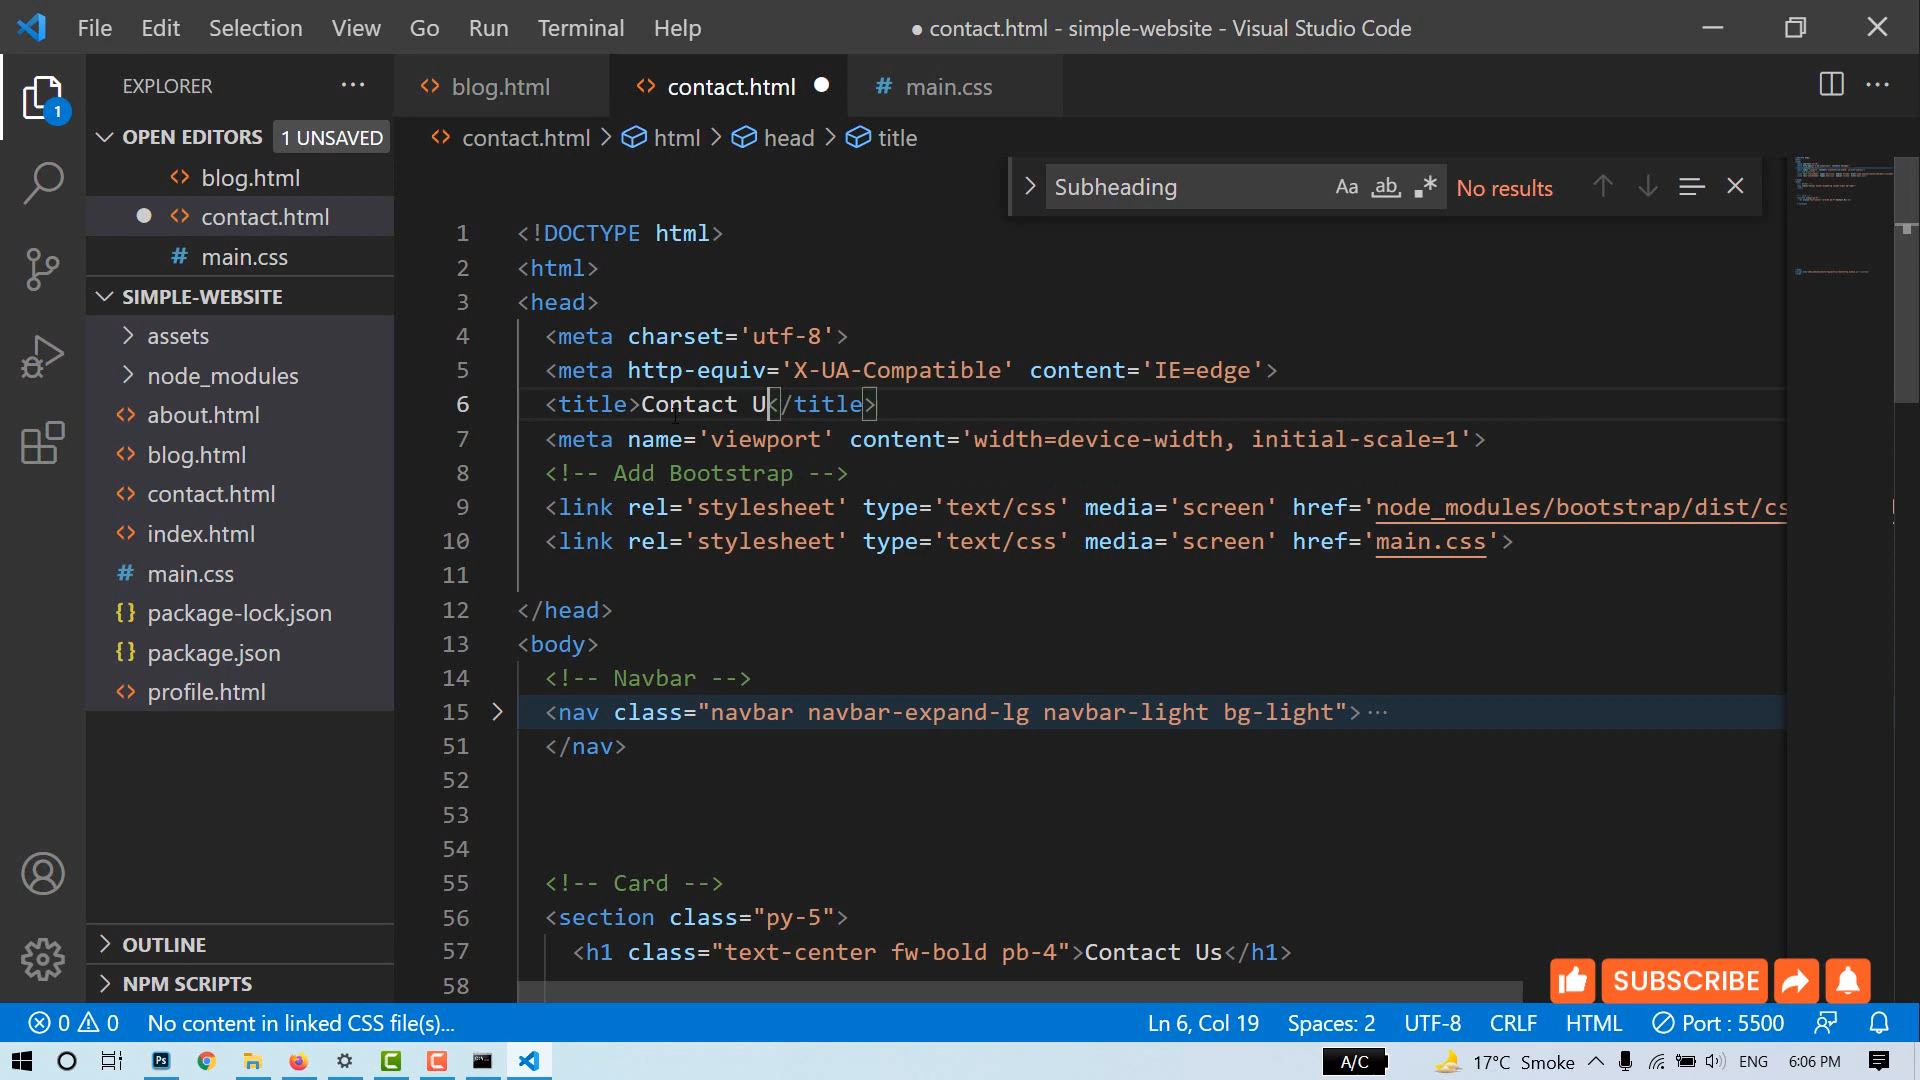 File Edit Selection View Go Run Terminal Help
● contact.html - simple-website - Visual Studio Code
EXPLORER ···
1
OPEN EDITORS 1 UNSAVED
blog.html
contact.html
# main.css
SIMPLE-WEBSITE
assets
node_modules
about.html
blog.html
contact.html
index.html
# main.css
{} package-lock.json
{} package.json
profile.html
OUTLINE
NPM SCRIPTS
blog.html contact.html ● # main.css
contact.html > html > head > title
Subheading Aa ab .* No results
1 <!DOCTYPE html>
2 <html>
3 <head>
4 <meta charset='utf-8'>
5 <meta http-equiv='X-UA-Compatible' content='IE=edge'>
6 <title>Contact U</title>
7 <meta name='viewport' content='width=device-width, initial-scale=1'>
8 <!-- Add Bootstrap -->
9 <link rel='stylesheet' type='text/css' media='screen' href='node_modules/bootstrap/dist/cs
10 <link rel='stylesheet' type='text/css' media='screen' href='main.css'>
11
12 </head>
13 <body>
14 <!-- Navbar -->
15 <nav class="navbar navbar-expand-lg navbar-light bg-light">···
51 </nav>
52
53
54
55 <!-- Card -->
56 <section class="py-5">
57 <h1 class="text-center fw-bold pb-4">Contact Us</h1>
58
SUBSCRIBE
0 0 No content in linked CSS file(s)... Ln 6, Col 19 Spaces: 2 UTF-8 CRLF HTML Port : 5500
Ps A/C 17°C Smoke ENG 6:06 PM